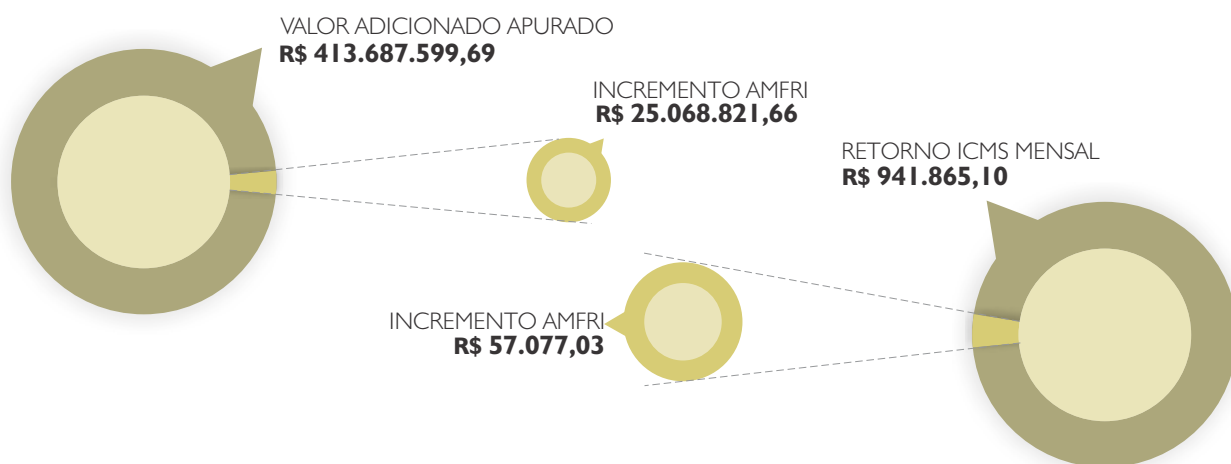 VALOR ADICIONADO APURADO
R$ 413.687.599,69
INCREMENTO AMFRI
R$ 25.068.821,66
RETORNO ICMS MENSAL
R$ 941.865,10
INCREMENTO AMFRI
R$ 57.077,03